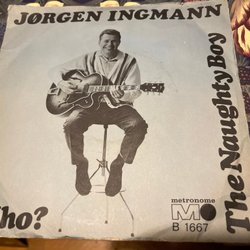 JØRGEN INGMANN
The Naughty Boy
ho?
metronome
M
B 1667